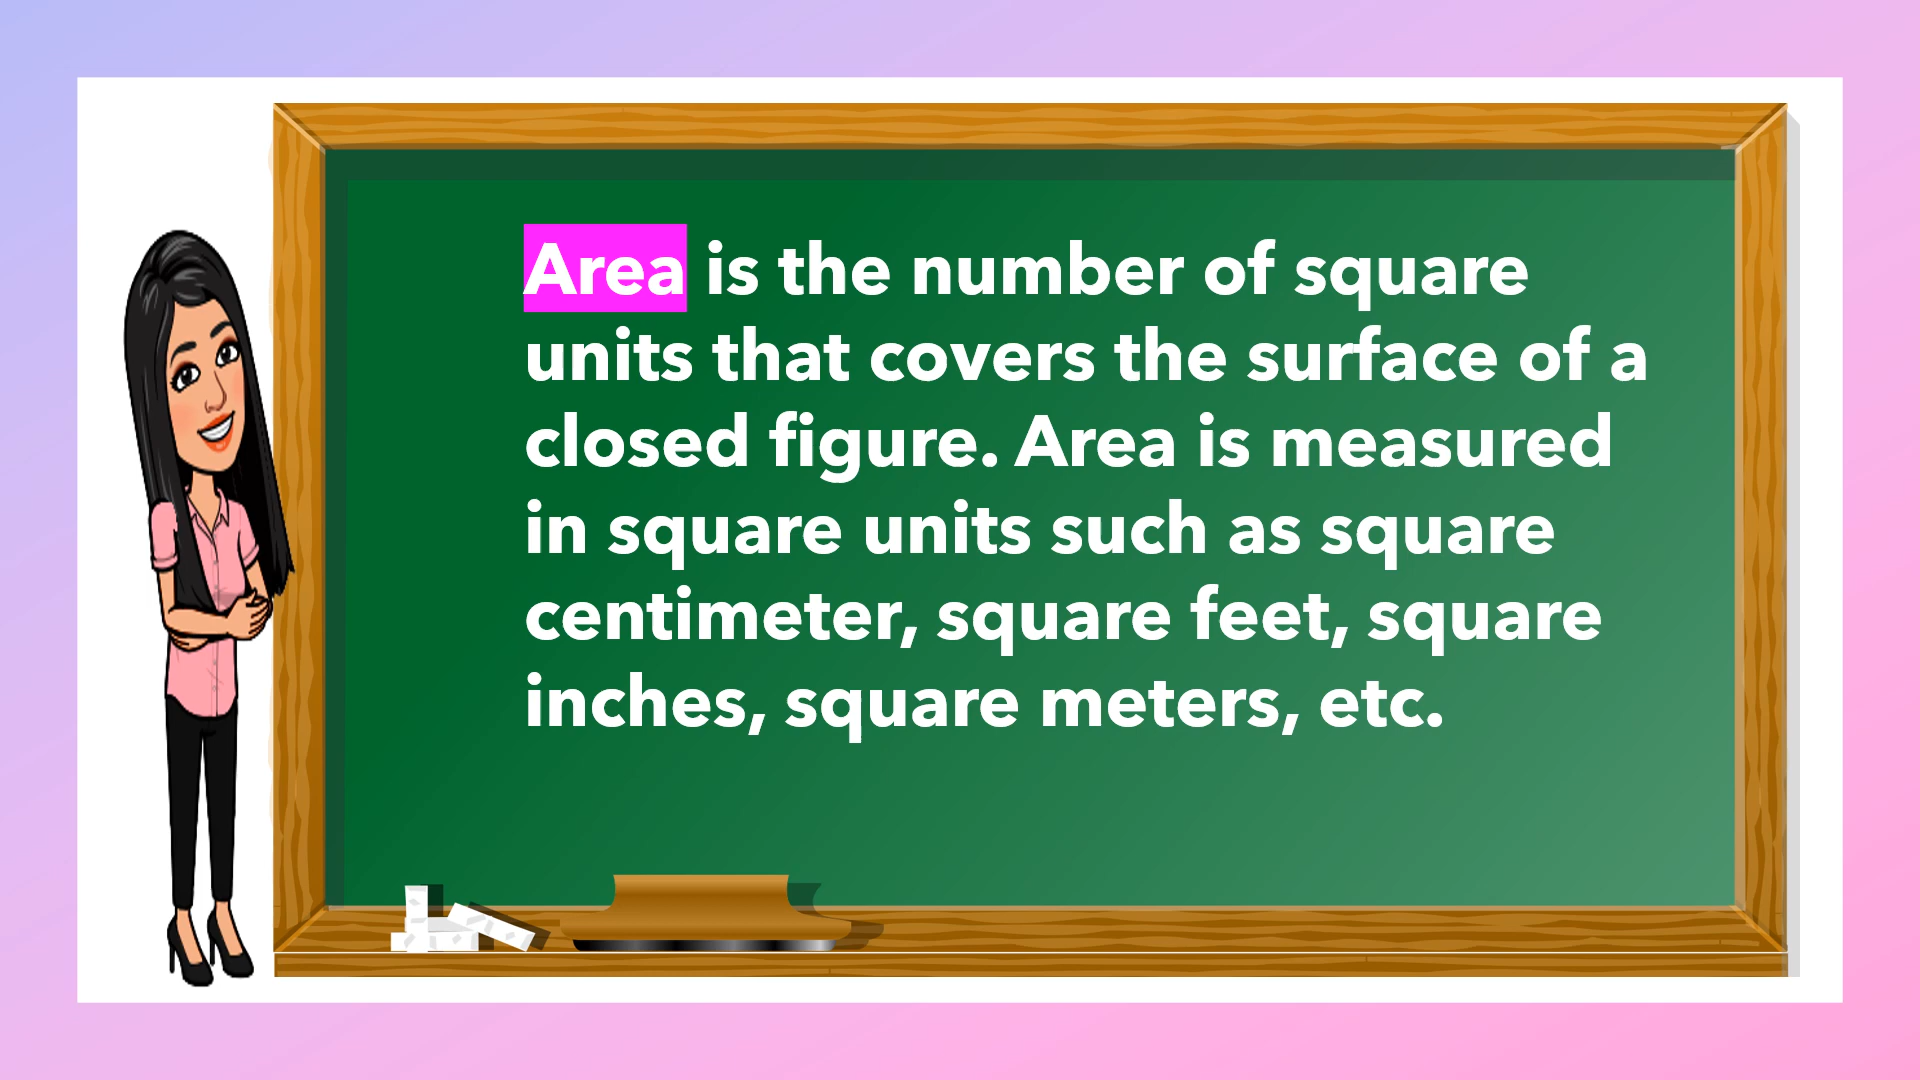 Area is the number of square
units that covers the surface of a
closed figure. Area is measured
in square units such as square
centimeter, square feet, square
inches, square meters, etc.